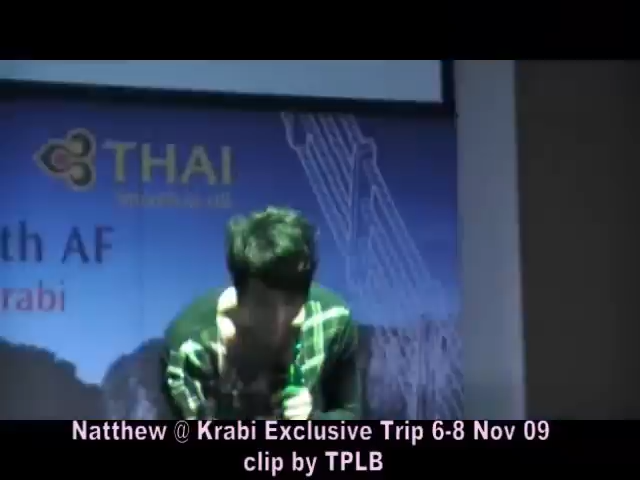 THAI
th AF
rabi
Natthew @ Krabi Exclusive Trip 6-8 Nov 09
clip by TPLB